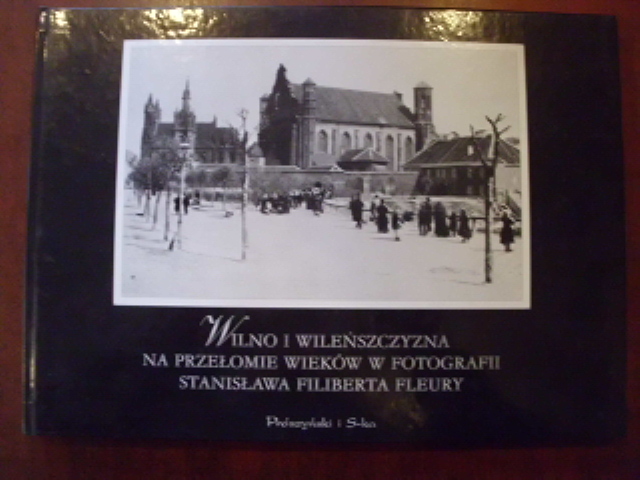 WILNO I WILEŃSZCZYZNA
NA PRZEŁOMIE WIEKÓW W FOTOGRAFII
STANISŁAWA FILIBERTA FLEURY
Prószyński i S-ka